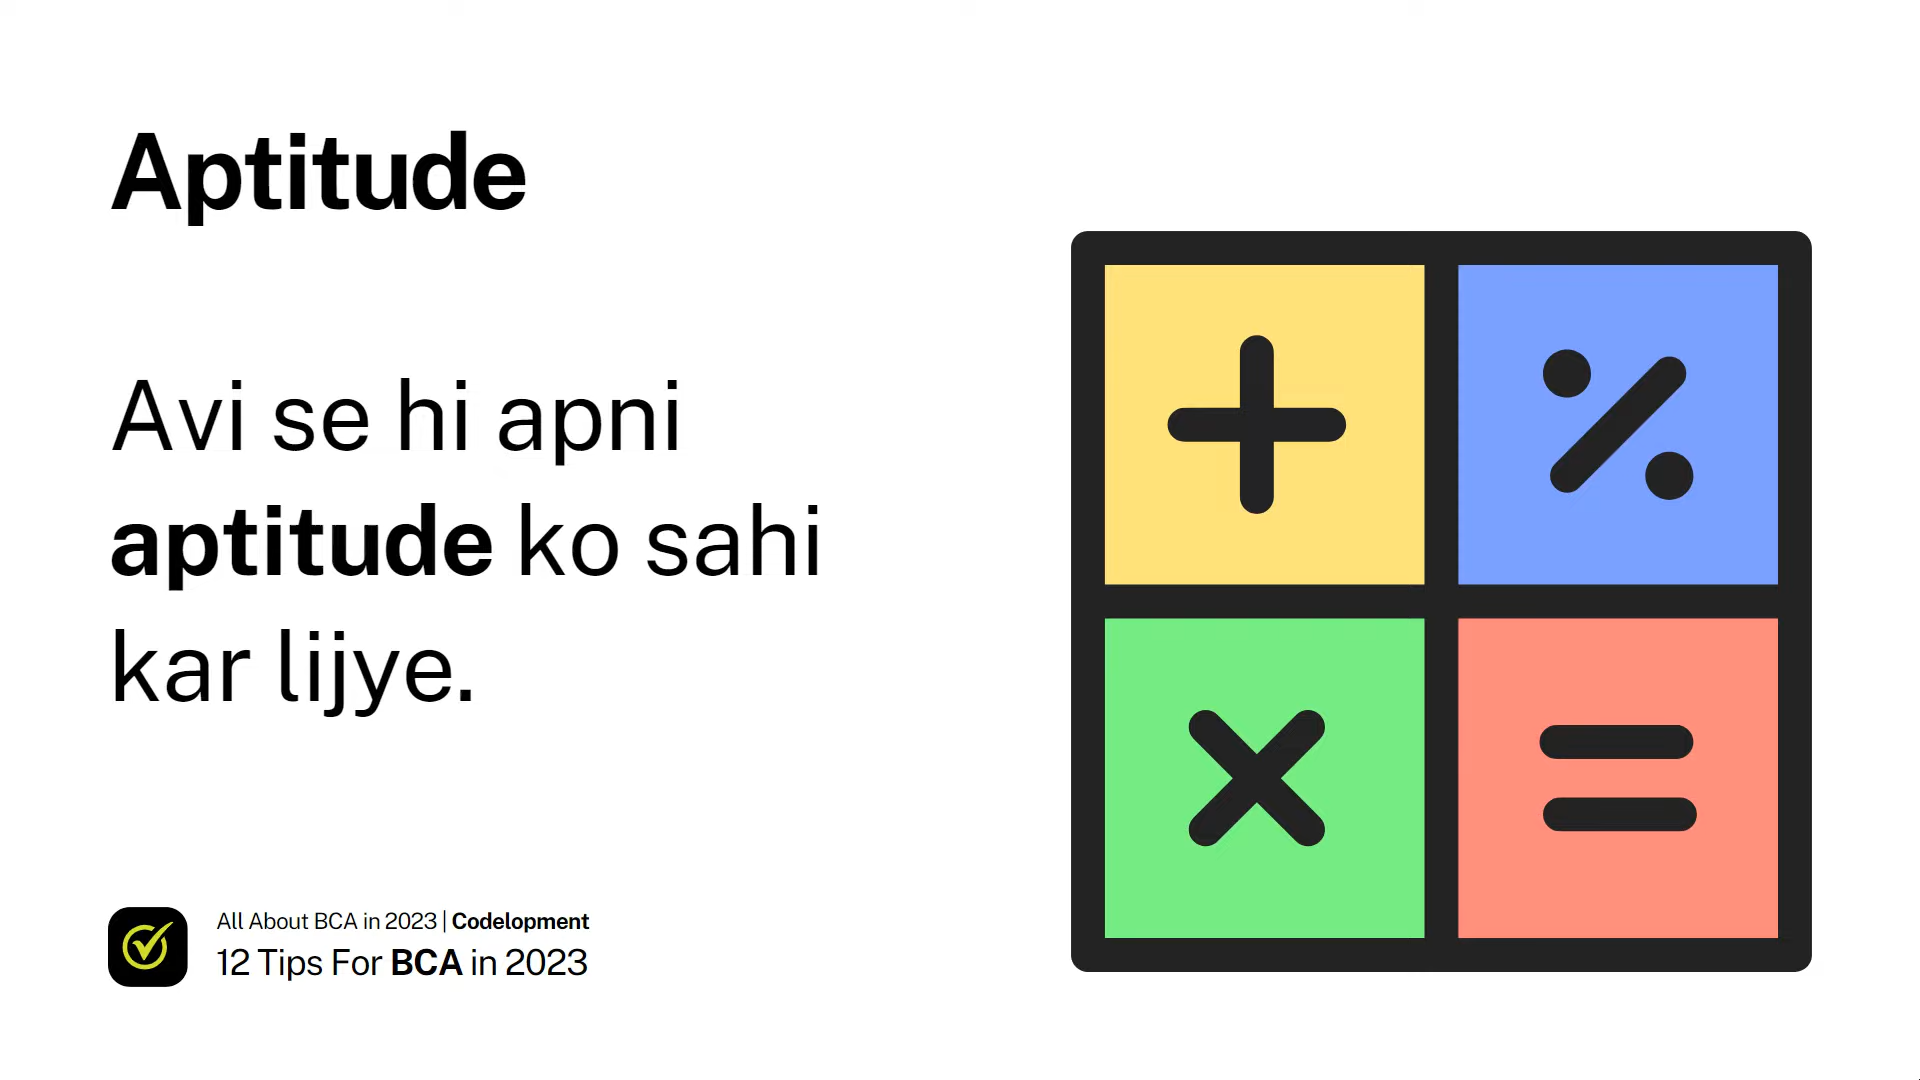 Aptitude
Avi se hi apni
aptitude ko sahi
kar lijye.
All About BCA in 2023 | Codelopment
12 Tips For BCA in 2023